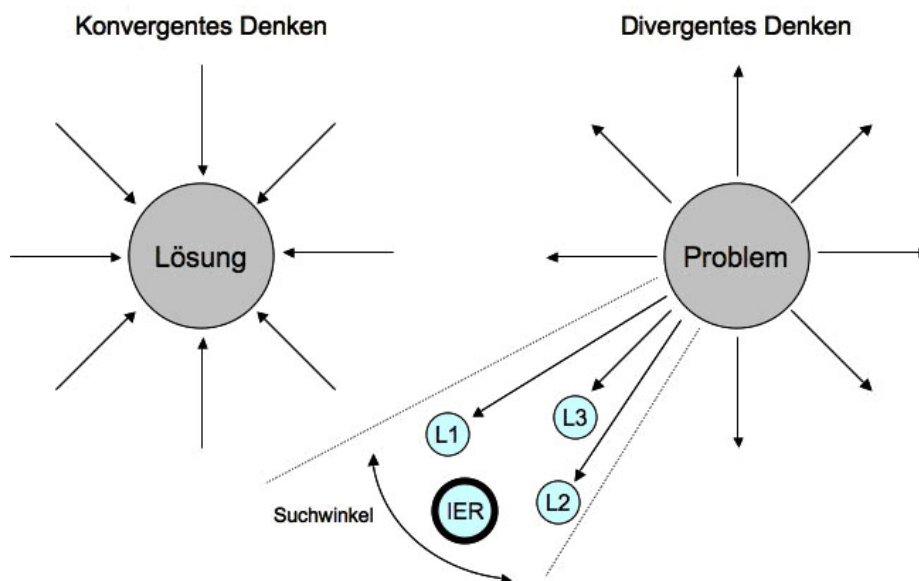 Konvergentes Denken
Divergentes Denken
Lösung
Problem
L1
L3
L2
IER
Suchwinkel